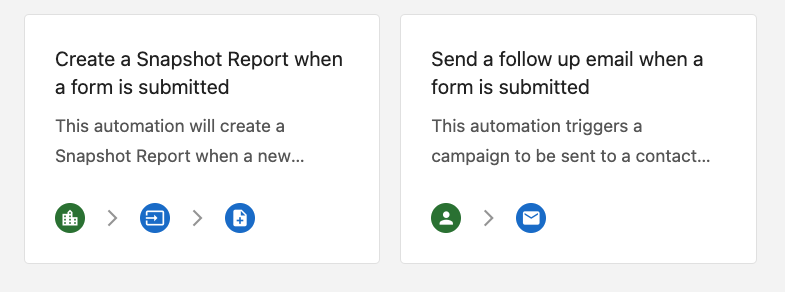 Create a Snapshot Report when
a form is submitted
This automation will create a
Snapshot Report when a new...
Send a follow up email when a
form is submitted
This automation triggers a
campaign to be sent to a contact...